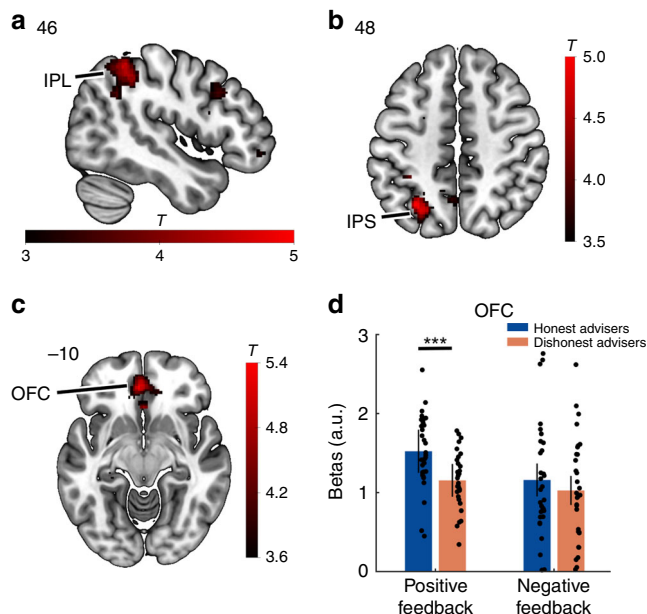 a 46
IPL
T
3 4 5
b 48
T
5.0
4.5
4.0
3.5
IPS
c
–10
OFC
T
5.4
4.8
4.2
3.6
d OFC
Honest advisers
Dishonest advisers
***
3
2
1
0
Betas (a.u.)
Positive feedback
Negative feedback